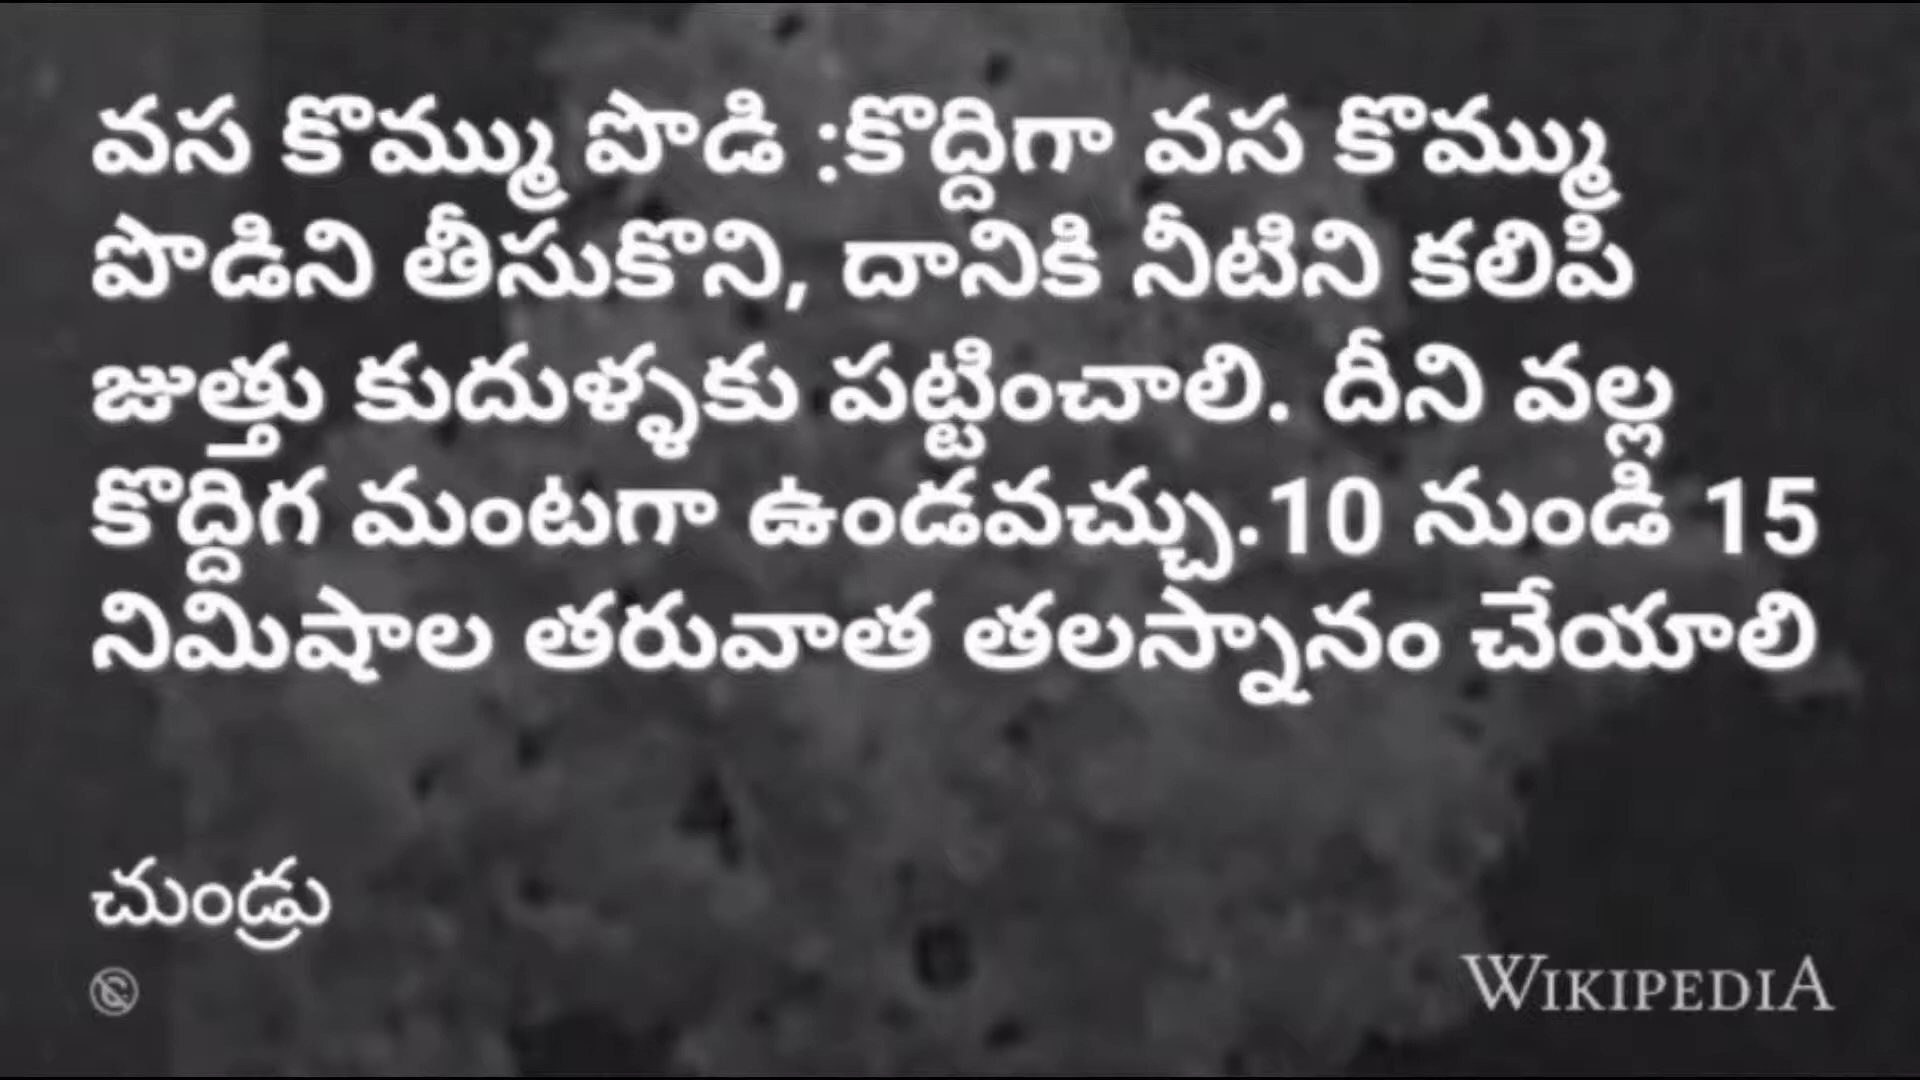 వస కొమ్ము పొడి :కొద్దిగా వస కొమ్ము
పొడిని తీసుకొని, దానికి నీటిని కలిపి
జుత్తు కుదుళ్ళకు పట్టించాలి. దీని వల్ల
కొద్దిగ మంటగా ఉండవచ్చు.10 నుండి 15
నిమిషాల తరువాత తలస్నానం చేయాలి
చుండ్రు
WIKIPEDIA